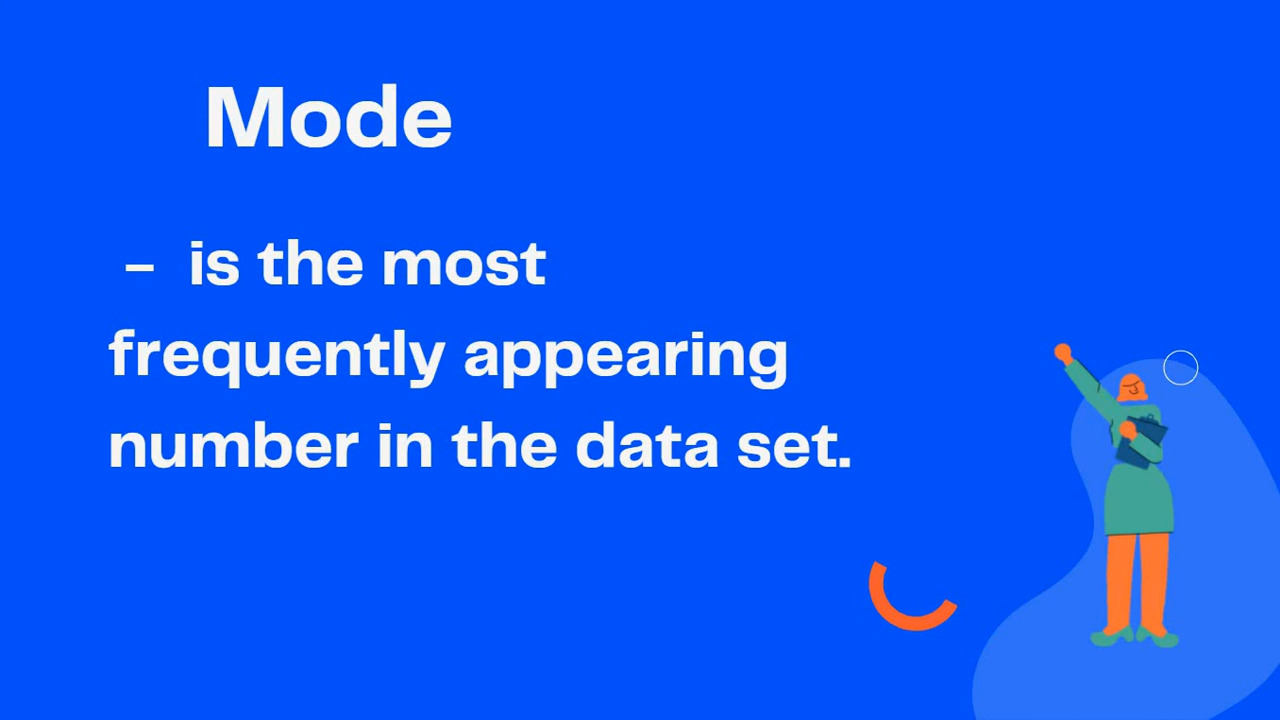 Mode
– is the most
frequently appearing
number in the data set.